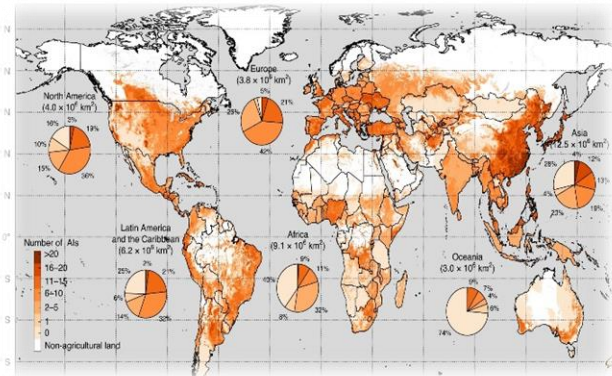 Europe
(3.8 × 10⁶ km²)
5%
21%
25%
42%
North America
(4.0 × 10⁶ km²)
3%
16%
19%
10%
15%
36%
Asia
(12.5 × 10⁶ km²)
4%
28%
12%
13%
4%
19%
23%
Latin America
and the Caribbean
(6.2 × 10⁶ km²)
2%
25%
21%
6%
14%
32%
Africa
(9.1 × 10⁶ km²)
9%
11%
32%
8%
Oceania
(3.0 × 10⁶ km²)
7%
4%
74%
Number of AIs
>20
16–20
11–15
6–10
2–5
1
0
Non-agricultural land
N
N
N
N
0°
S
S
S